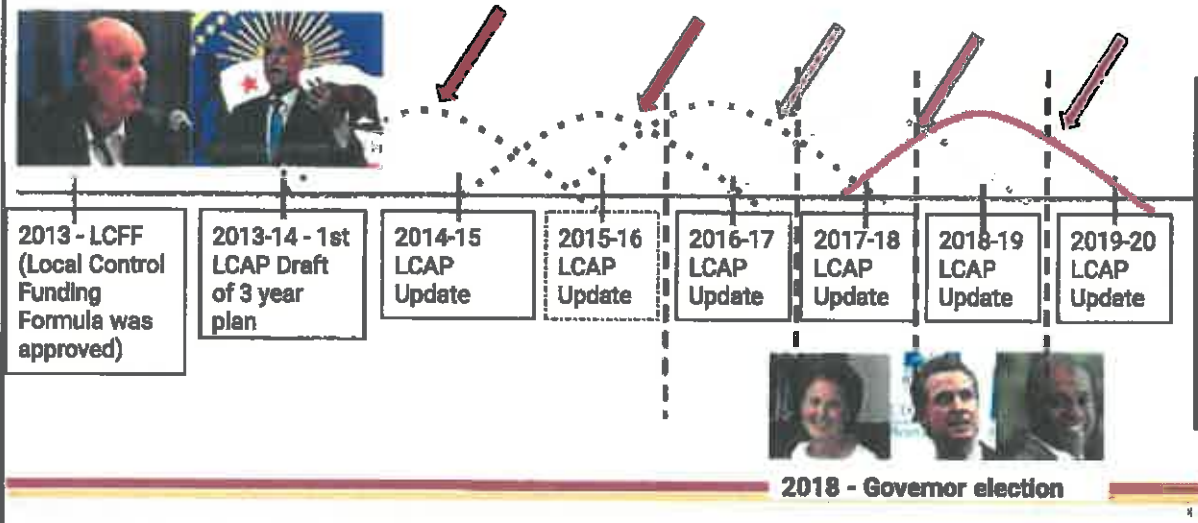 2013 - LCFF
(Local Control
Funding
Formula was
approved)
2013-14 - 1st
LCAP Draft
of 3 year
plan
2014-15
LCAP
Update
2015-16
LCAP
Update
2016-17
LCAP
Update
2017-18
LCAP
Update
2018-19
LCAP
Update
2019-20
LCAP
Update
2018 - Governor election